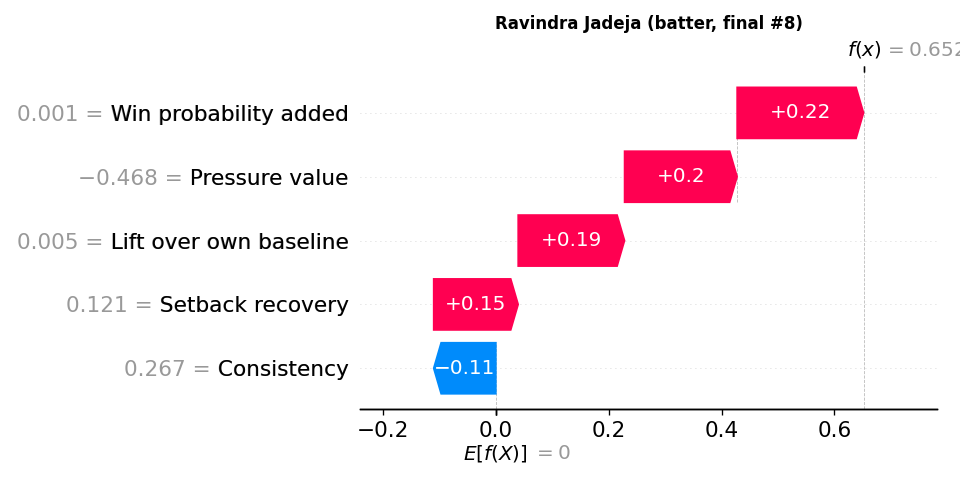 Ravindra Jadeja (batter, final #8)
f(x) = 0.652
0.001 = Win probability added +0.22
−0.468 = Pressure value +0.2
0.005 = Lift over own baseline +0.19
0.121 = Setback recovery +0.15
0.267 = Consistency −0.11
−0.2 0.0 0.2 0.4 0.6
E[f(X)] = 0